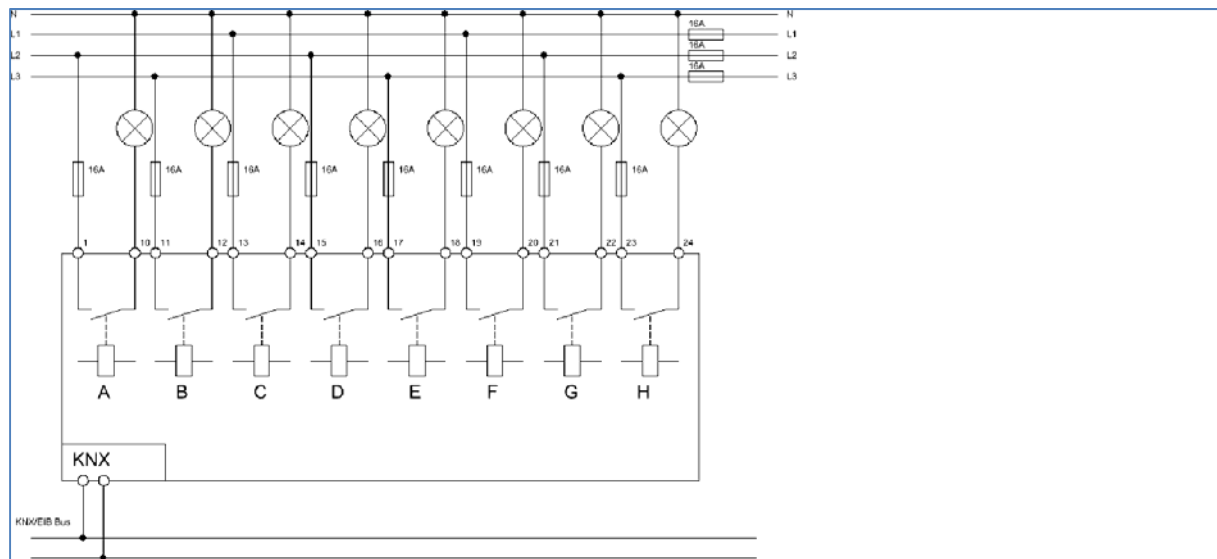 N N
16A
L1 L1
16A
L2 L2
16A
L3 L3
16A 16A 16A 16A 16A 16A 16A 16A
1 10 11 12 13 14 15 16 17 18 19 20 21 22 23 24
A B C D E F G H
KNX
KNX/EIB Bus